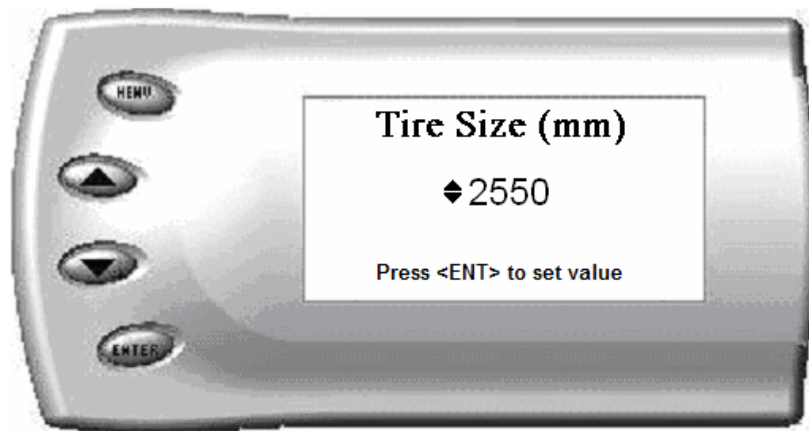 MENU
Tire Size (mm)
2550
Press <ENT> to set value
ENTER